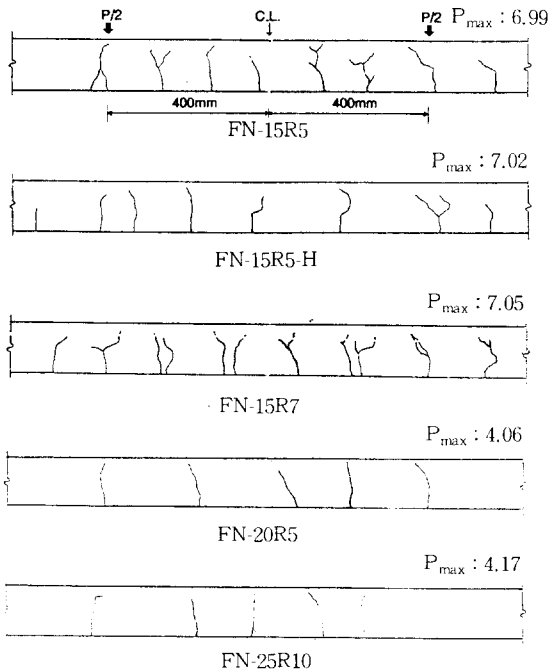 P/2 C.L. P/2 Pmax : 6.99
400mm 400mm
FN-15R5
Pmax : 7.02
FN-15R5-H
Pmax : 7.05
FN-15R7
Pmax : 4.06
FN-20R5
Pmax : 4.17
FN-25R10